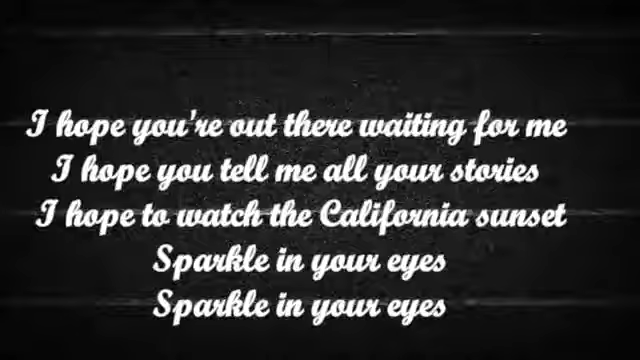 I hope you're out there waiting for me
I hope you tell me all your stories
I hope to watch the California sunset
Sparkle in your eyes
Sparkle in your eyes